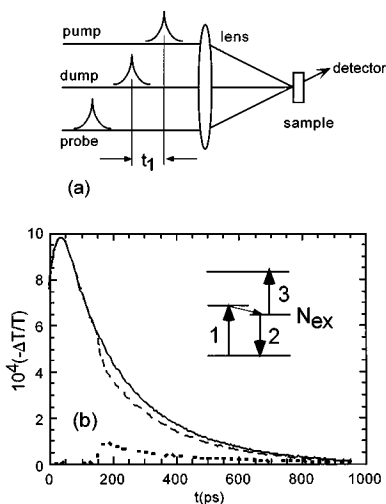 pump
lens
dump
detector
probe
sample
t1
(a)
10
8
6
4
2
0
10⁴(-ΔT/T)
3
Nex
1
2
(b)
0 200 400 600 800 1000
t(ps)